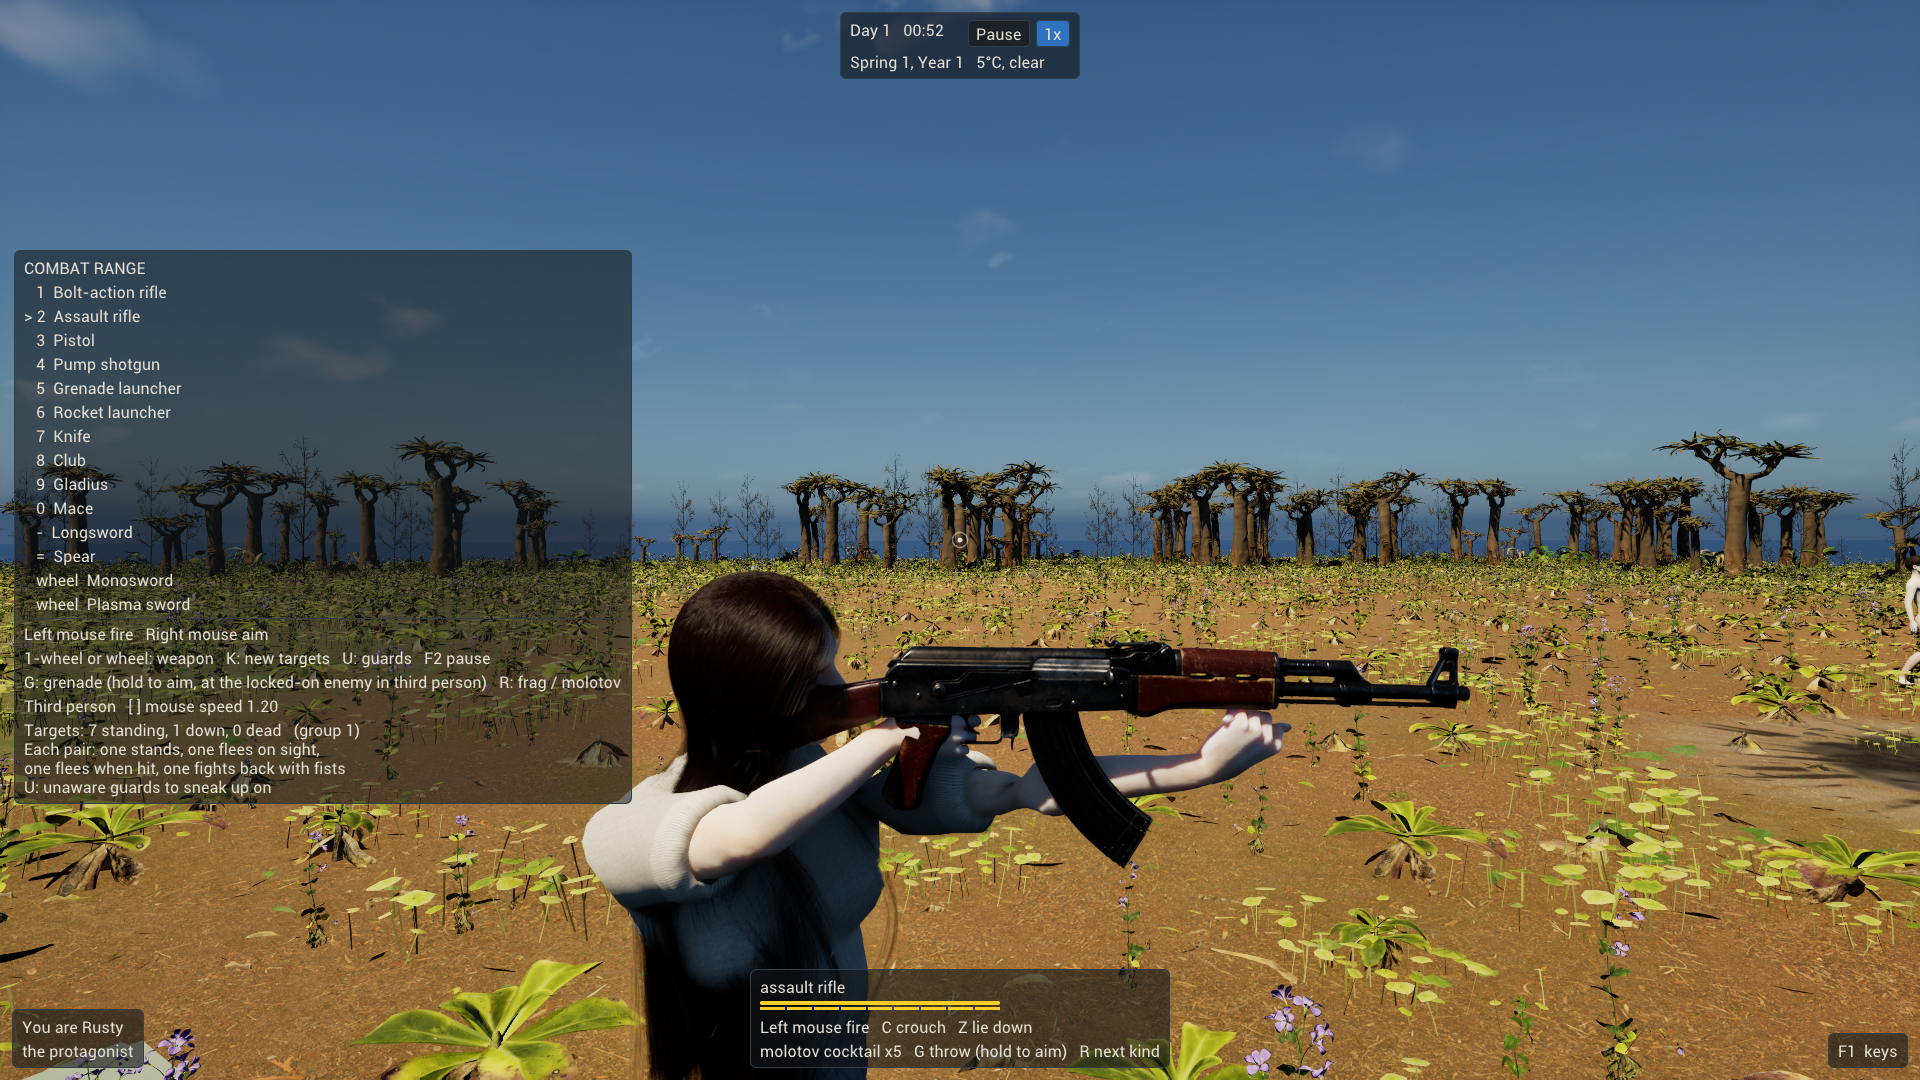 Day 1 00:52 Pause 1x
Spring 1, Year 1 5°C, clear
COMBAT RANGE
1 Bolt-action rifle
> 2 Assault rifle
3 Pistol
4 Pump shotgun
5 Grenade launcher
6 Rocket launcher
7 Knife
8 Club
9 Gladius
0 Mace
- Longsword
= Spear
wheel Monosword
wheel Plasma sword
Left mouse fire Right mouse aim
1-wheel or wheel: weapon K: new targets U: guards F2 pause
G: grenade (hold to aim, at the locked-on enemy in third person) R: frag / molotov
Third person [ ] mouse speed 1.20
Targets: 7 standing, 1 down, 0 dead (group 1)
Each pair: one stands, one flees on sight,
one flees when hit, one fights back with fists
U: unaware guards to sneak up on
assault rifle
Left mouse fire C crouch Z lie down
molotov cocktail x5 G throw (hold to aim) R next kind
You are Rusty
the protagonist
F1 keys